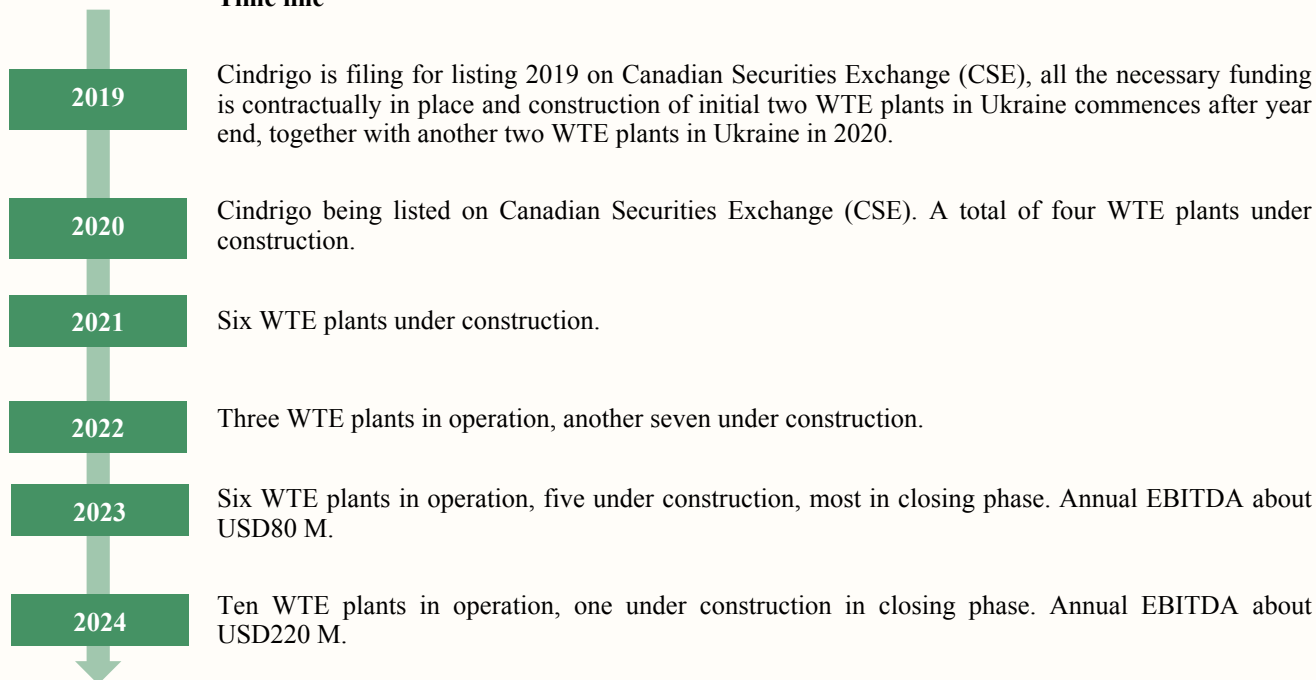 Time line
2019
Cindrigo is filing for listing 2019 on Canadian Securities Exchange (CSE), all the necessary funding
is contractually in place and construction of initial two WTE plants in Ukraine commences after year
end, together with another two WTE plants in Ukraine in 2020.
2020
Cindrigo being listed on Canadian Securities Exchange (CSE). A total of four WTE plants under
construction.
2021
Six WTE plants under construction.
2022
Three WTE plants in operation, another seven under construction.
2023
Six WTE plants in operation, five under construction, most in closing phase. Annual EBITDA about
USD80 M.
2024
Ten WTE plants in operation, one under construction in closing phase. Annual EBITDA about
USD220 M.